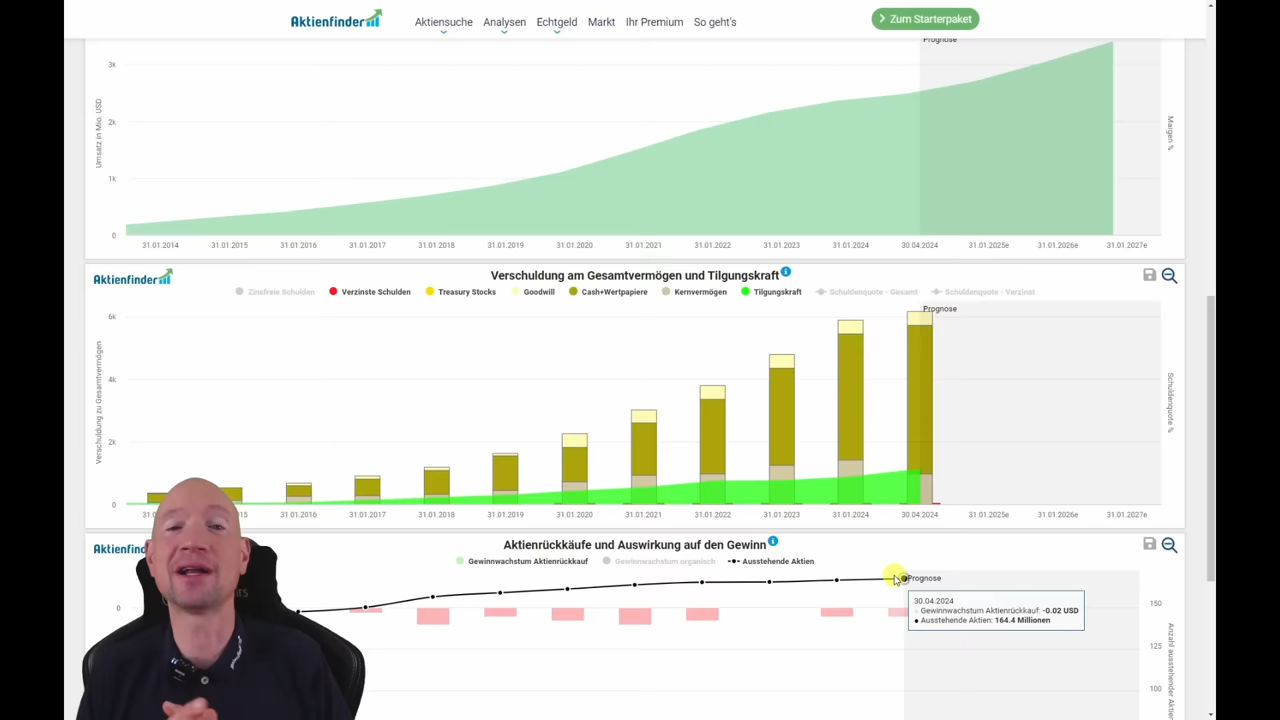 Aktienfinder
Aktiensuche Analysen Echtgeld Markt Ihr Premium So geht's
Zum Starterpaket
Prognose
3k
2k
1k
0
Umsatz in Mio. USD
Margen %
31.01.2014 31.01.2015 31.01.2016 31.01.2017 31.01.2018 31.01.2019 31.01.2020 31.01.2021 31.01.2022 31.01.2023 31.01.2024 30.04.2024 31.01.2025e 31.01.2026e 31.01.2027e
Aktienfinder
Verschuldung am Gesamtvermögen und Tilgungskraft
Zinsfreie Schulden Verzinste Schulden Treasury Stocks Goodwill Cash+Wertpapiere Kernvermögen Tilgungskraft Schuldenquote - Gesamt Schuldenquote - Verzinst
Prognose
6k
4k
2k
0
Verschuldung zu Gesamtvermögen
Schuldenquote %
31.0 15 31.01.2016 31.01.2017 31.01.2018 31.01.2019 31.01.2020 31.01.2021 31.01.2022 31.01.2023 31.01.2024 30.04.2024 31.01.2025e 31.01.2026e 31.01.2027e
Aktienfin
Aktienrückkäufe und Auswirkung auf den Gewinn
Gewinnwachstum Aktienrückkauf Gewinnwachstum organisch Ausstehende Aktien
Prognose
0
30.04.2024
Gewinnwachstum Aktienrückkauf: -0.02 USD
Ausstehende Aktien: 164.4 Millionen
150
125
100
Anzahl ausstehender Aktien